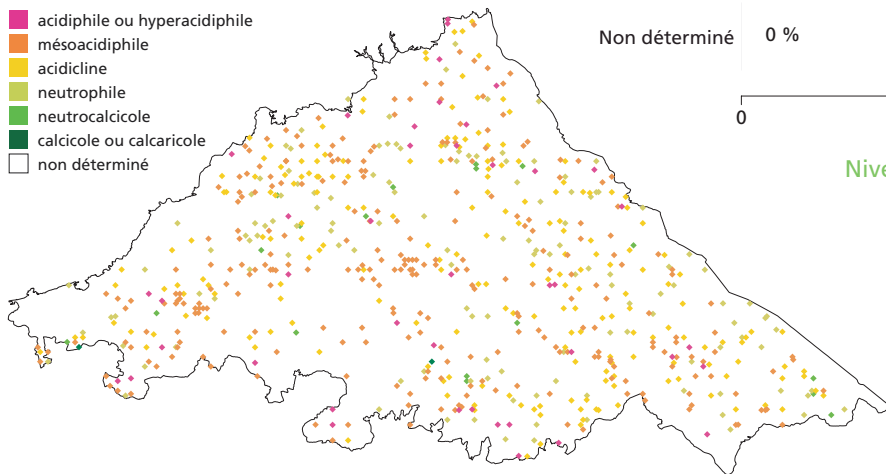 acidiphile ou hyperacidiphile
mésoacidiphile
acidicline
neutrophile
neutrocalcicole
calcicole ou calcaricole
non déterminé
Non déterminé 0 %
0
Nive